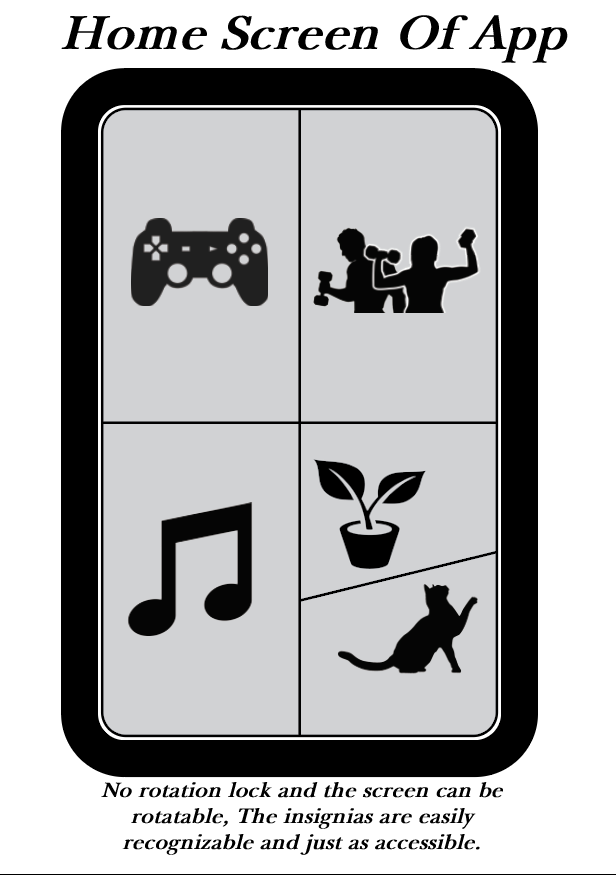 Home Screen Of App
No rotation lock and the screen can be
rotatable, The insignias are easily
recognizable and just as accessible.